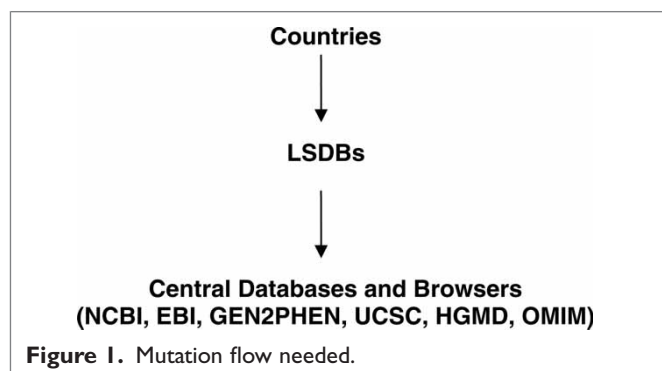 Countries
LSDBs
Central Databases and Browsers
(NCBI, EBI, GEN2PHEN, UCSC, HGMD, OMIM)
Figure 1. Mutation flow needed.